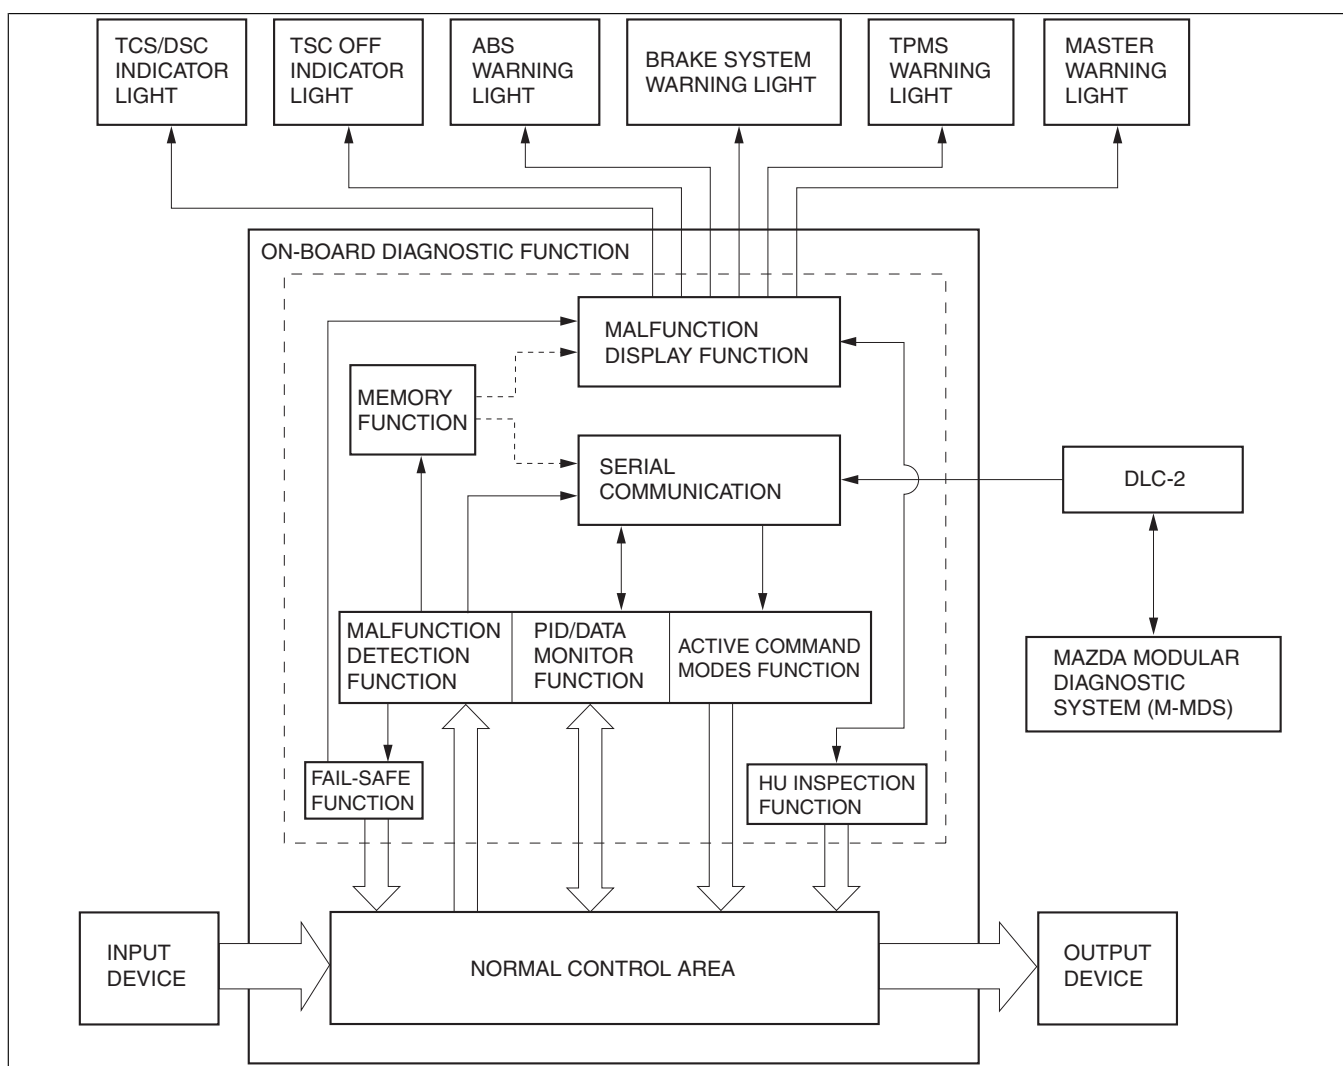 TCS/DSC
INDICATOR
LIGHT
TSC OFF
INDICATOR
LIGHT
ABS
WARNING
LIGHT
BRAKE SYSTEM
WARNING LIGHT
TPMS
WARNING
LIGHT
MASTER
WARNING
LIGHT
ON-BOARD DIAGNOSTIC FUNCTION
MALFUNCTION
DISPLAY FUNCTION
MEMORY
FUNCTION
SERIAL
COMMUNICATION
DLC-2
MALFUNCTION
DETECTION
FUNCTION
PID/DATA
MONITOR
FUNCTION
ACTIVE COMMAND
MODES FUNCTION
MAZDA MODULAR
DIAGNOSTIC
SYSTEM (M-MDS)
FAIL-SAFE
FUNCTION
HU INSPECTION
FUNCTION
INPUT
DEVICE
NORMAL CONTROL AREA
OUTPUT
DEVICE